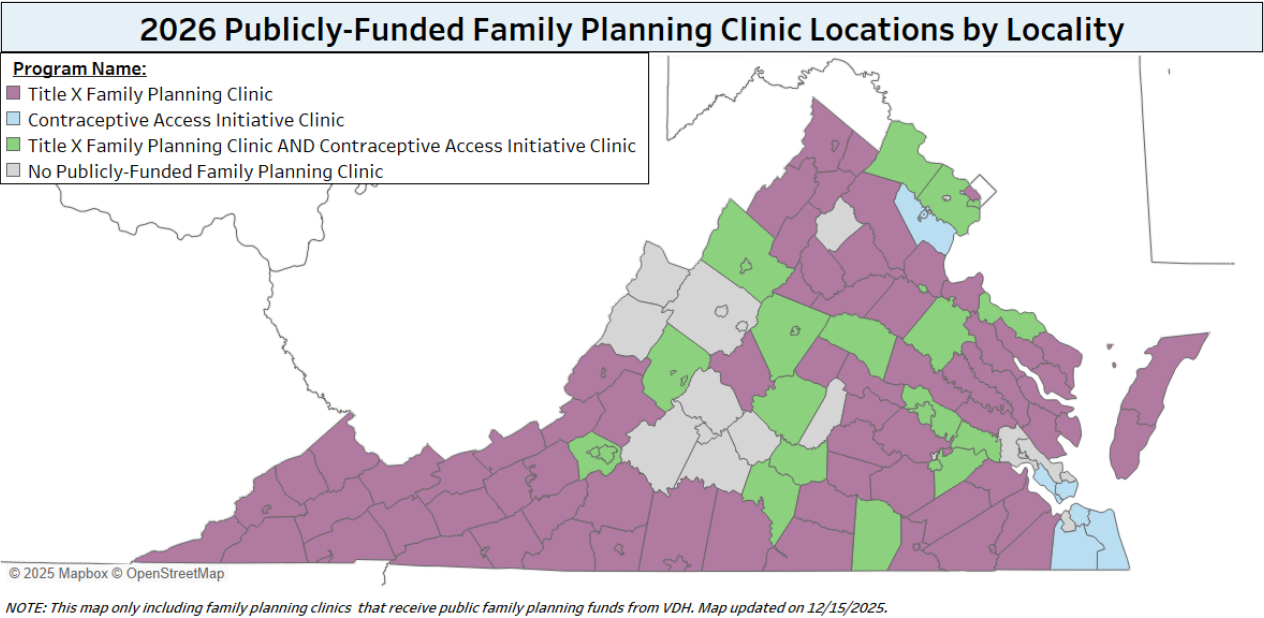 2026 Publicly-Funded Family Planning Clinic Locations by Locality
Program Name:
Title X Family Planning Clinic
Contraceptive Access Initiative Clinic
Title X Family Planning Clinic AND Contraceptive Access Initiative Clinic
No Publicly-Funded Family Planning Clinic
© 2025 Mapbox © OpenStreetMap
NOTE: This map only including family planning clinics that receive public family planning funds from VDH. Map updated on 12/15/2025.